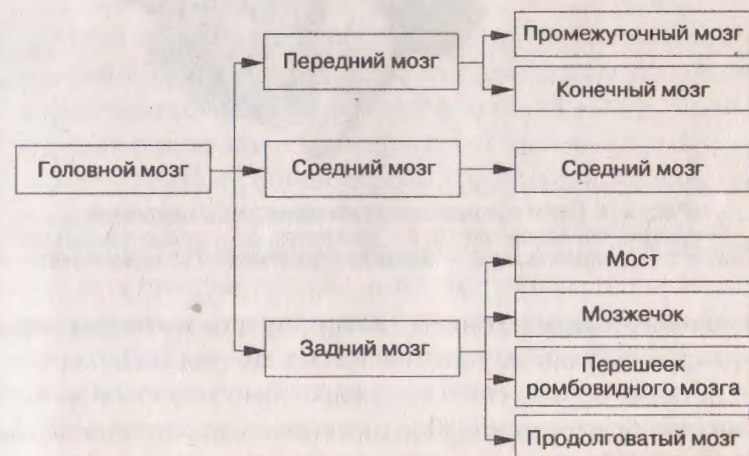 Головной мозг
Передний мозг
Средний мозг
Задний мозг
Промежуточный мозг
Конечный мозг
Средний мозг
Мост
Мозжечок
Перешеек
ромбовидного мозга
Продолговатый мозг